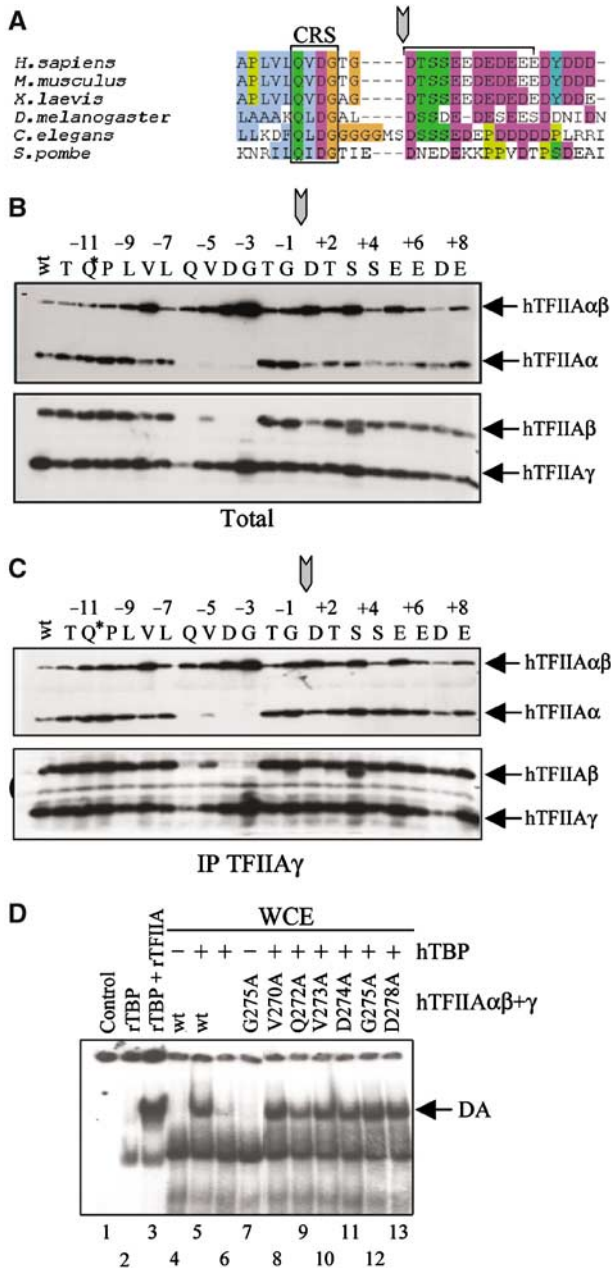 A
CRS
H.sapiens APLVLQVDGTG----DTSSEEDEDEEEDYDDD-
M.musculus APLVLQVDGTG----DTSSEEDEDEEEDYDDD-
X.laevis APLVLQVDGAG----DTSSEEDEDEEDDYDDE-
D.melanogaster LAAAKQLDGAL----DSSDE-DESEESDDNIDN
C.elegans LLKDFQLDGGGGGMSDSSEDEPDDDDDPLRRI
S.pombe KNRILLQIDGTIE--DNEDEKKPPVDTPSDEAI
B
-11 -9 -7 -5 -3 -1 +2 +4 +6 +8
wt T Q* P L V L Q V D G T G D T S S E E D E
hTFIIAαβ
hTFIIAα
hTFIIAβ
hTFIIAγ
Total
C
-11 -9 -7 -5 -3 -1 +2 +4 +6 +8
wt T Q* P L V L Q V D G T G D T S S E E D E
hTFIIAαβ
hTFIIAα
hTFIIAβ
hTFIIAγ
IP TFIIAγ
D
WCE
− + + − + + + + + + hTBP
Control rTBP rTBP + rTFIIA wt wt G275A V270A Q272A V273A D274A G275A D278A hTFIIAαβ+γ
DA
1 3 5 7 9 11 13
2 4 6 8 10 12